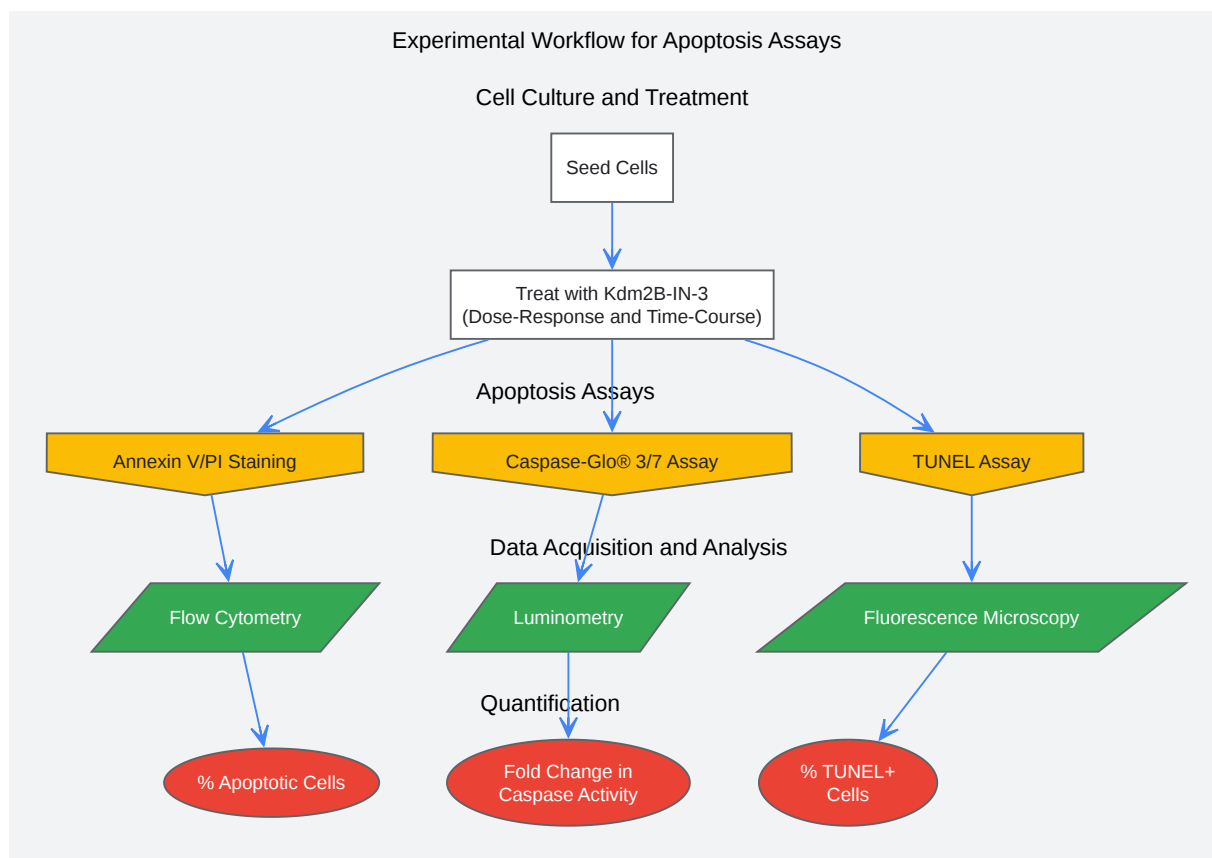 Experimental Workflow for Apoptosis Assays
Cell Culture and Treatment
Seed Cells
Treat with Kdm2B-IN-3
(Dose-Response and Time-Course)
Apoptosis Assays
Annexin V/PI Staining
Caspase-Glo® 3/7 Assay
TUNEL Assay
Data Acquisition and Analysis
Flow Cytometry
Luminometry
Fluorescence Microscopy
Quantification
% Apoptotic Cells
Fold Change in
Caspase Activity
% TUNEL+
Cells